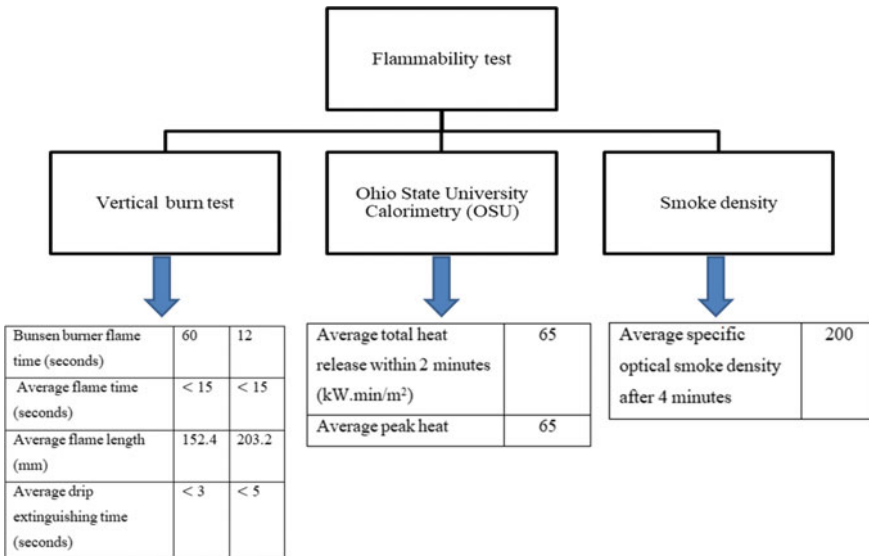 Flammability test
Vertical burn test
Ohio State University
Calorimetry (OSU)
Smoke density
Bunsen burner flame
time (seconds)
60
12
Average flame time
(seconds)
< 15
< 15
Average flame length
(mm)
152.4
203.2
Average drip
extinguishing time
(seconds)
< 3
< 5
Average total heat
release within 2 minutes
(kW.min/m²)
65
Average peak heat
65
Average specific
optical smoke density
after 4 minutes
200